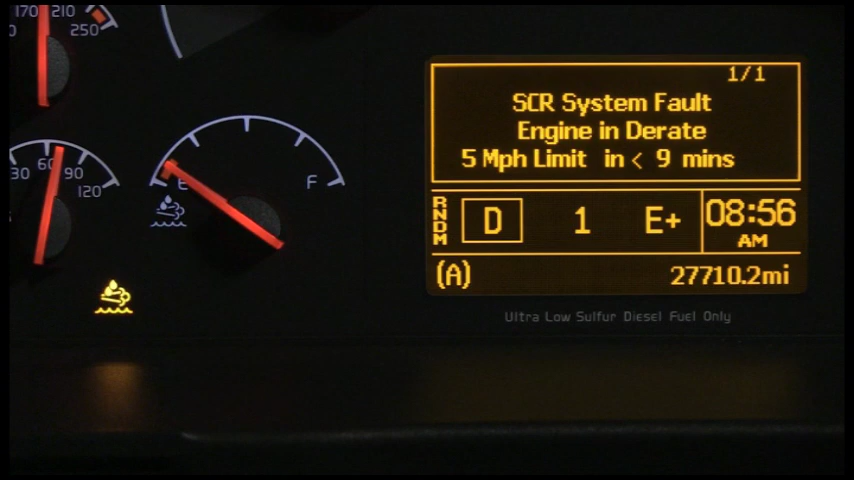 170 210
250
30 60 90
120
E F
1/1
SCR System Fault
Engine in Derate
5 Mph Limit in < 9 mins
R
N
D
M
D 1 E+ 08:56
AM
(A) 27710.2mi
Ultra Low Sulfur Diesel Fuel Only